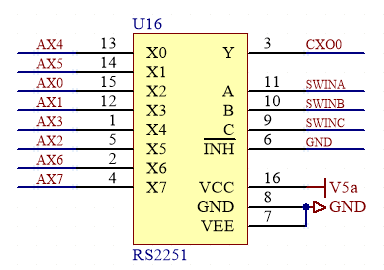 U16
AX4 13 X0 Y 3 CXO0
AX5 14 X1
AX0 15 X2 A 11 SWINA
AX1 12 X3 B 10 SWINB
AX3 1 X4 C 9 SWINC
AX2 5 X5 INH 6 GND
AX6 2 X6
AX7 4 X7 VCC 16 V5a
GND 8 GND
VEE 7
RS2251